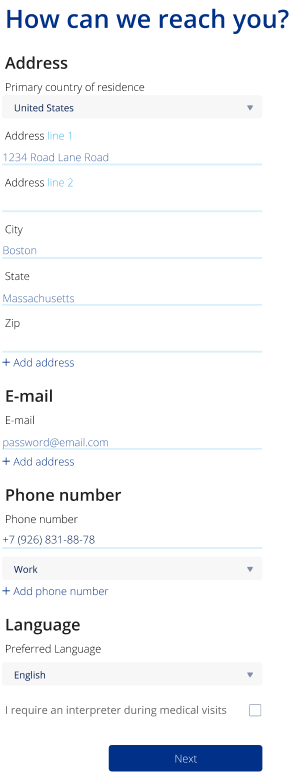 How can we reach you?
Address
Primary country of residence
United States
Address line 1
1234 Road Lane Road
Address line 2
City
Boston
State
Massachusetts
Zip
+ Add address
E-mail
E-mail
password@email.com
+ Add address
Phone number
Phone number
+7 (926) 831-88-78
Work
+ Add phone number
Language
Preferred Language
English
I require an interpreter during medical visits
Next